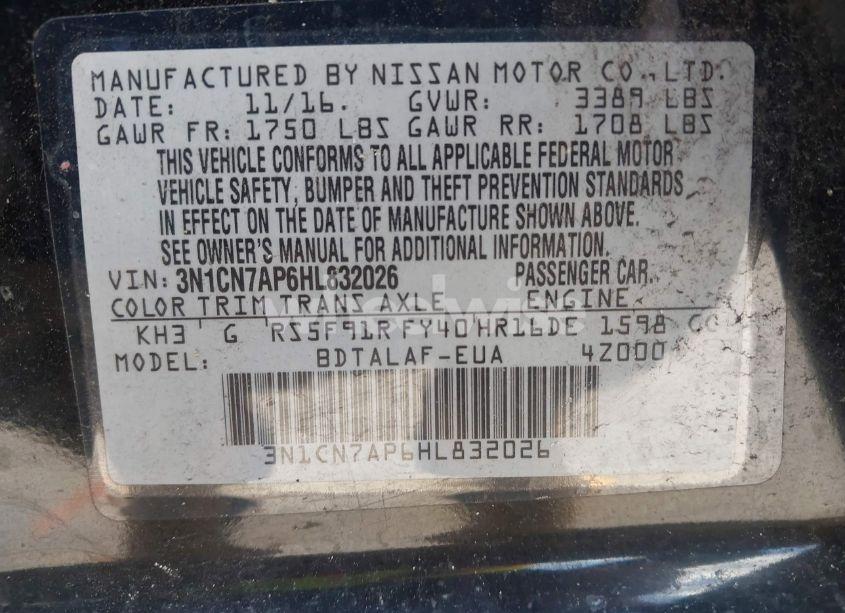 MANUFACTURED BY NISSAN MOTOR CO., LTD.
DATE: 11/16. GVWR: 3389 LBS
GAWR FR: 1750 LBS GAWR RR: 1708 LBS
THIS VEHICLE CONFORMS TO ALL APPLICABLE FEDERAL MOTOR
VEHICLE SAFETY, BUMPER AND THEFT PREVENTION STANDARDS
IN EFFECT ON THE DATE OF MANUFACTURE SHOWN ABOVE.
SEE OWNER'S MANUAL FOR ADDITIONAL INFORMATION.
VIN: 3N1CN7AP6HL832026 PASSENGER CAR
COLOR TRIM TRANS AXLE ENGINE
KH3 G RS5F91R FY40 HR16DE 1598 CC
MODEL: BDTALAF-EUA 4Z000
3N1CN7AP6HL832026